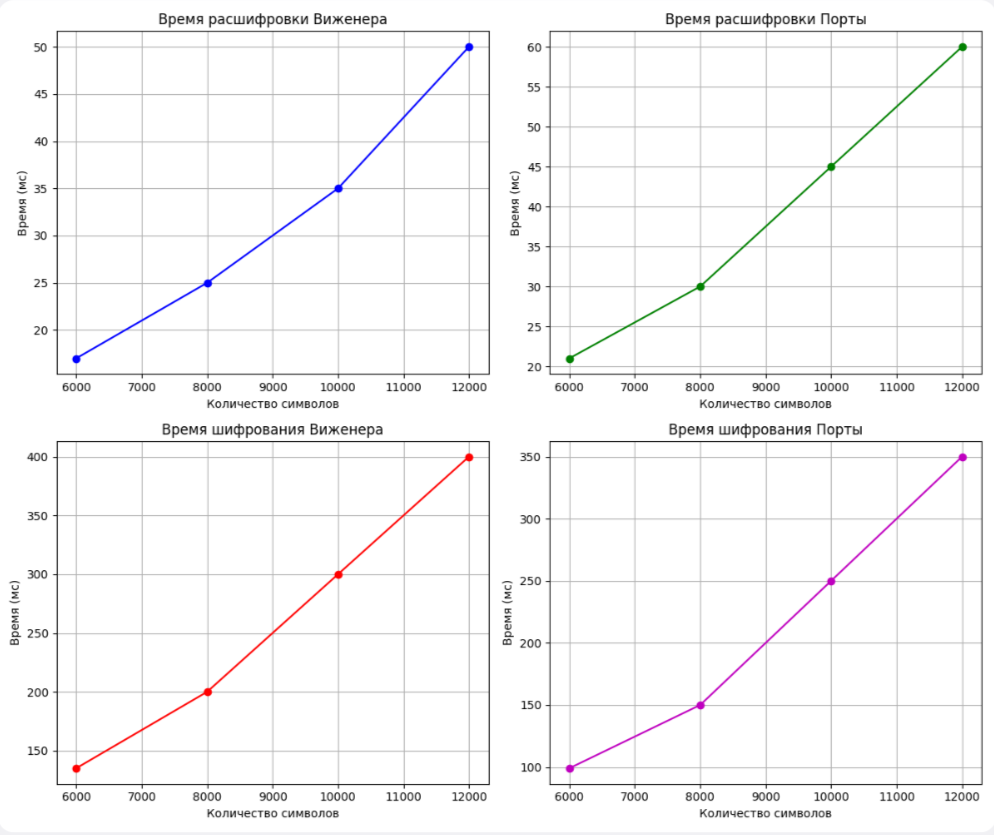 Время расшифровки Виженера
50
45
40
35
30
25
20
Время (мс)
6000 7000 8000 9000 10000 11000 12000
Количество символов
Время расшифровки Порты
60
55
50
45
40
35
30
25
20
Время (мс)
6000 7000 8000 9000 10000 11000 12000
Количество символов
Время шифрования Виженера
400
350
300
250
200
150
Время (мс)
6000 7000 8000 9000 10000 11000 12000
Количество символов
Время шифрования Порты
350
300
250
200
150
100
Время (мс)
6000 7000 8000 9000 10000 11000 12000
Количество символов